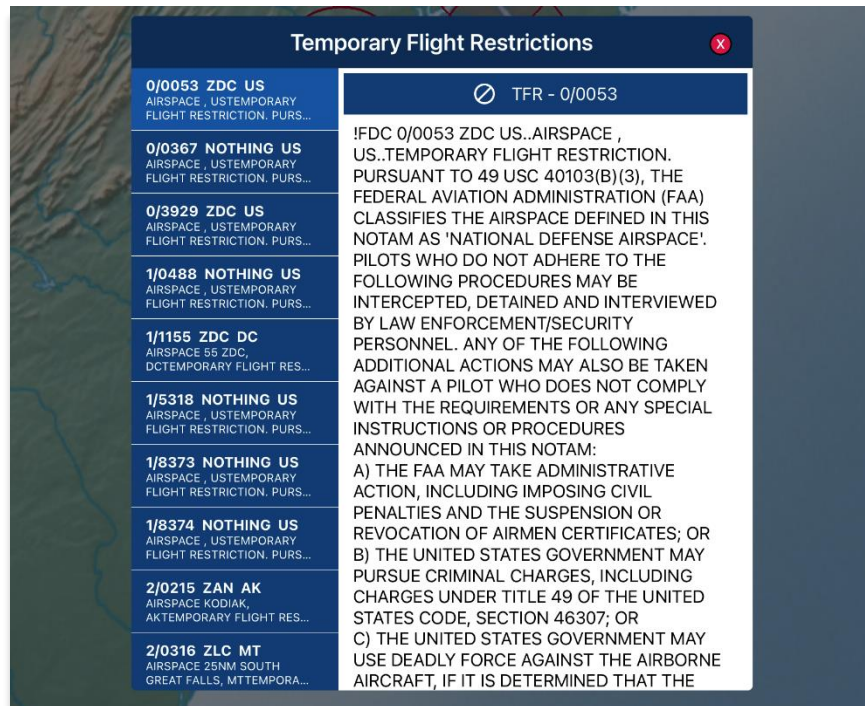 Temporary Flight Restrictions
X
0/0053 ZDC US
AIRSPACE , USTEMPORARY
FLIGHT RESTRICTION. PURS...
0/0367 NOTHING US
AIRSPACE , USTEMPORARY
FLIGHT RESTRICTION. PURS...
0/3929 ZDC US
AIRSPACE , USTEMPORARY
FLIGHT RESTRICTION. PURS...
1/0488 NOTHING US
AIRSPACE , USTEMPORARY
FLIGHT RESTRICTION. PURS...
1/1155 ZDC DC
AIRSPACE 55 ZDC,
DCTEMPORARY FLIGHT RES...
1/5318 NOTHING US
AIRSPACE , USTEMPORARY
FLIGHT RESTRICTION. PURS...
1/8373 NOTHING US
AIRSPACE , USTEMPORARY
FLIGHT RESTRICTION. PURS...
1/8374 NOTHING US
AIRSPACE , USTEMPORARY
FLIGHT RESTRICTION. PURS...
2/0215 ZAN AK
AIRSPACE KODIAK,
AKTEMPORARY FLIGHT RES...
2/0316 ZLC MT
AIRSPACE 25NM SOUTH
GREAT FALLS, MTTEMPORA...
TFR - 0/0053
!FDC 0/0053 ZDC US..AIRSPACE ,
US..TEMPORARY FLIGHT RESTRICTION.
PURSUANT TO 49 USC 40103(B)(3), THE
FEDERAL AVIATION ADMINISTRATION (FAA)
CLASSIFIES THE AIRSPACE DEFINED IN THIS
NOTAM AS 'NATIONAL DEFENSE AIRSPACE'.
PILOTS WHO DO NOT ADHERE TO THE
FOLLOWING PROCEDURES MAY BE
INTERCEPTED, DETAINED AND INTERVIEWED
BY LAW ENFORCEMENT/SECURITY
PERSONNEL. ANY OF THE FOLLOWING
ADDITIONAL ACTIONS MAY ALSO BE TAKEN
AGAINST A PILOT WHO DOES NOT COMPLY
WITH THE REQUIREMENTS OR ANY SPECIAL
INSTRUCTIONS OR PROCEDURES
ANNOUNCED IN THIS NOTAM:
A) THE FAA MAY TAKE ADMINISTRATIVE
ACTION, INCLUDING IMPOSING CIVIL
PENALTIES AND THE SUSPENSION OR
REVOCATION OF AIRMEN CERTIFICATES; OR
B) THE UNITED STATES GOVERNMENT MAY
PURSUE CRIMINAL CHARGES, INCLUDING
CHARGES UNDER TITLE 49 OF THE UNITED
STATES CODE, SECTION 46307; OR
C) THE UNITED STATES GOVERNMENT MAY
USE DEADLY FORCE AGAINST THE AIRBORNE
AIRCRAFT, IF IT IS DETERMINED THAT THE